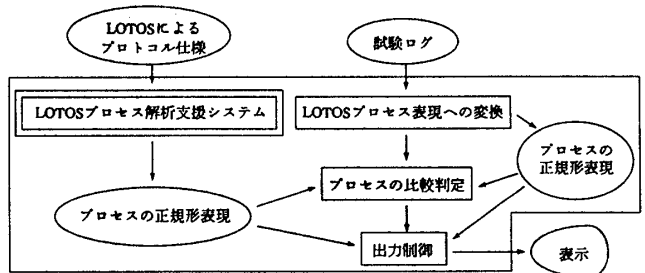 LOTOSによる
プロトコル仕様
試験ログ
LOTOSプロセス解析支援システム
LOTOSプロセス表現への変換
プロセスの
正規形表現
プロセスの比較判定
プロセスの正規形表現
出力制御
表示